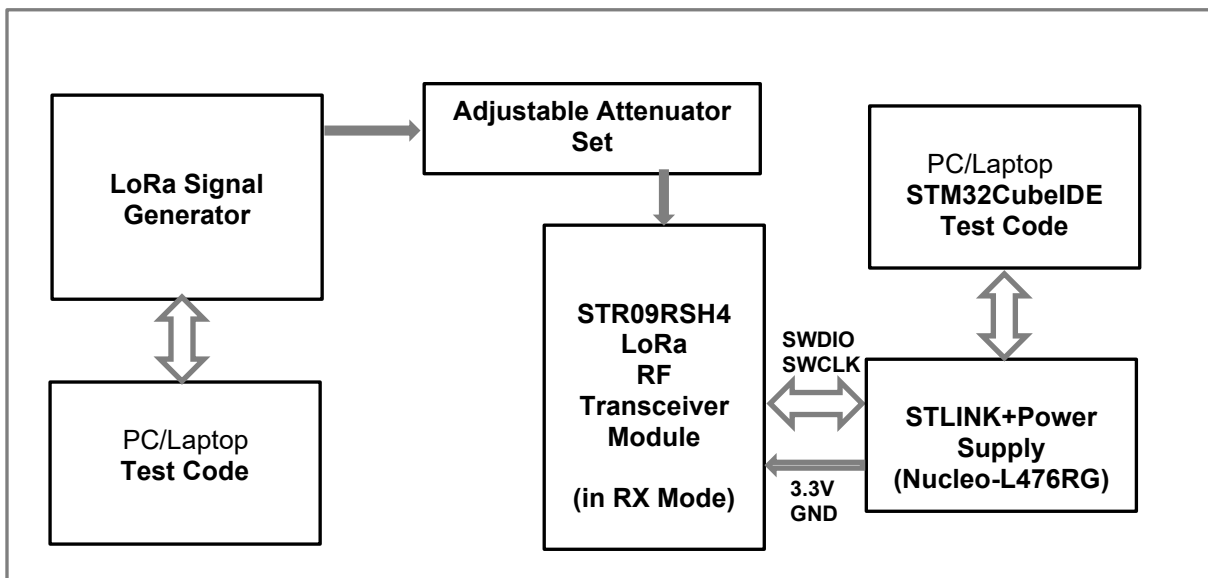 LoRa Signal
Generator
Adjustable Attenuator
Set
PC/Laptop
STM32CubeIDE
Test Code
STR09RSH4
LoRa
RF
Transceiver
Module
(in RX Mode)
SWDIO
SWCLK
3.3V
GND
PC/Laptop
Test Code
STLINK+Power
Supply
(Nucleo-L476RG)